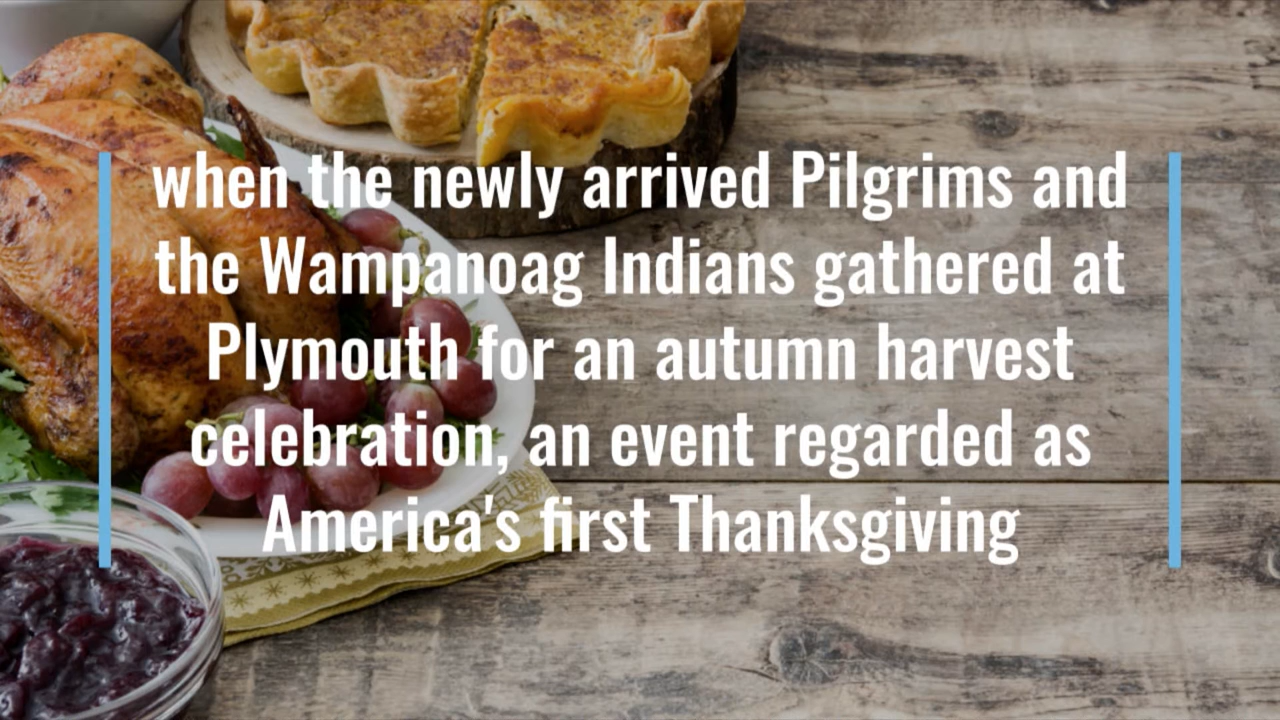 when the newly arrived Pilgrims and
the Wampanoag Indians gathered at
Plymouth for an autumn harvest
celebration, an event regarded as
America's first Thanksgiving